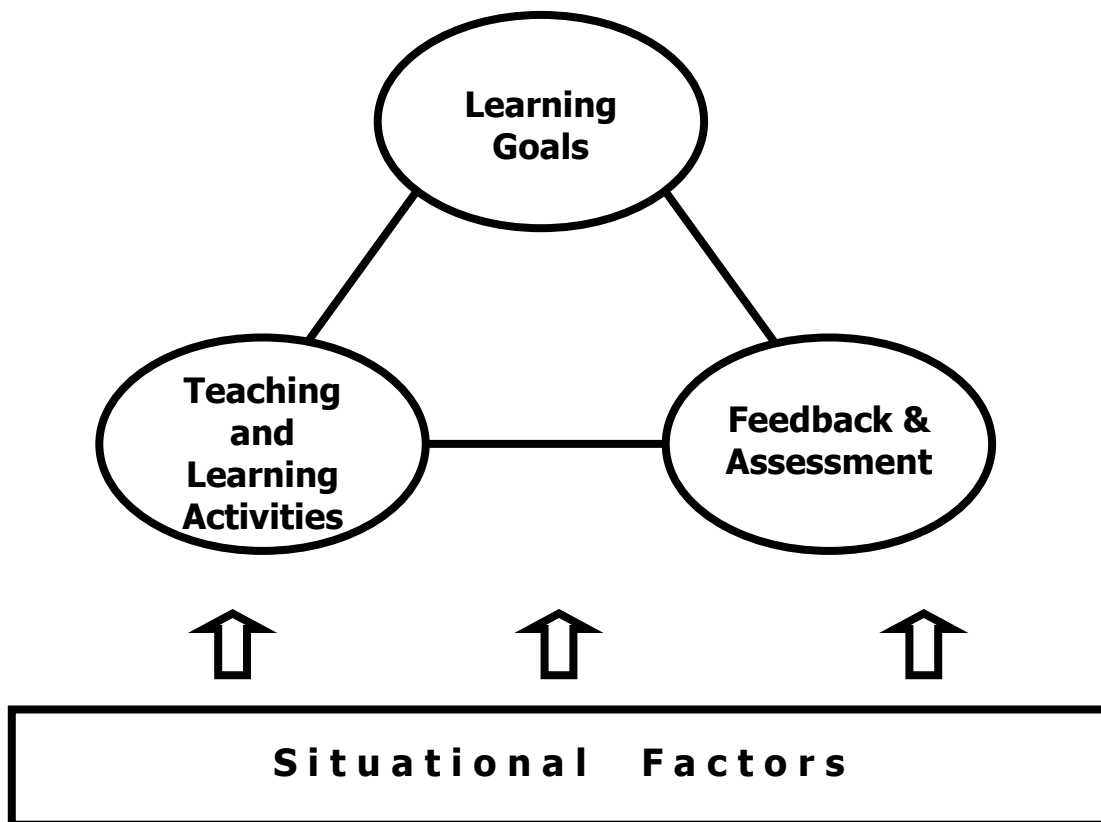 Learning
Goals
Teaching
and
Learning
Activities
Feedback &
Assessment
Situational Factors